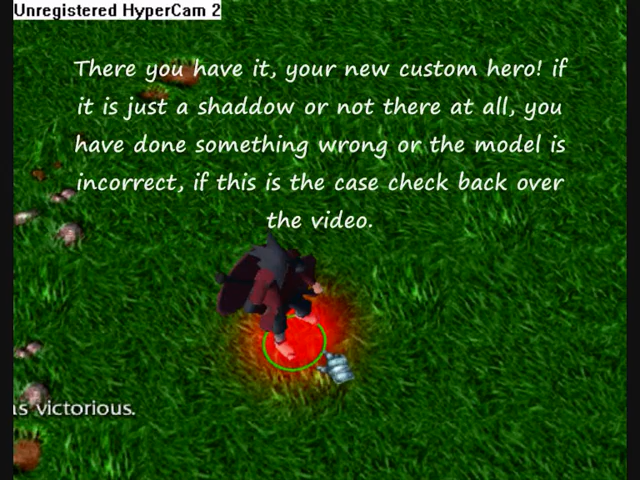 Unregistered HyperCam 2
There you have it, your new custom hero! if
it is just a shaddow or not there at all, you
have done something wrong or the model is
incorrect, if this is the case check back over
the video.
as victorious.